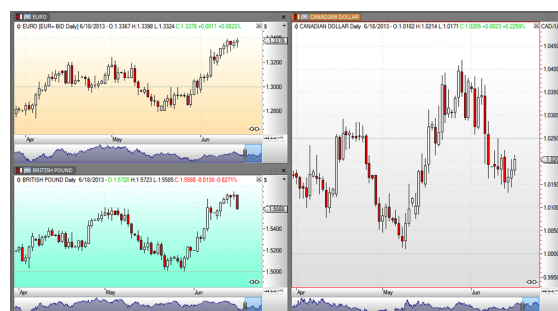 EURO
EURO [EUR= BID Daily] 6/18/2013 - O:1.3367 H:1.3398 L:1.3324 C:1.3378 +0.0011 +0.0823%
$
1.3378
1.3200
1.2800
Apr
May
Jun
BRITISH POUND
BRITISH POUND Daily 6/18/2013 - O:1.5720 H:1.5723 L:1.5585 C:1.5588 -0.0130 -0.8271%
$
1.5588
1.5400
1.5200
1.5000
Apr
May
Jun
CANADIAN DOLLAR
CANADIAN DOLLAR Daily 6/18/2013 - O:1.0182 H:1.0214 L:1.0171 C:1.0205 +0.0023 +0.2259%
CAD/U
1.0450
1.0400
1.0350
1.0300
1.0250
1.0150
1.0100
1.0050
1.0000
0.9950
Apr
May
Jun